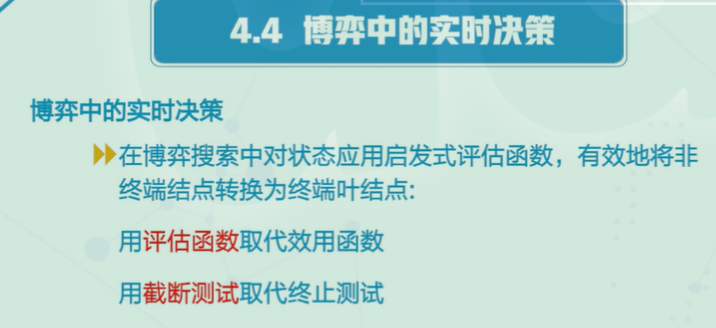 4.4 博弈中的实时决策
博弈中的实时决策
在博弈搜索中对状态应用启发式评估函数，有效地将非
终端结点转换为终端叶结点:
用评估函数取代效用函数
用截断测试取代终止测试